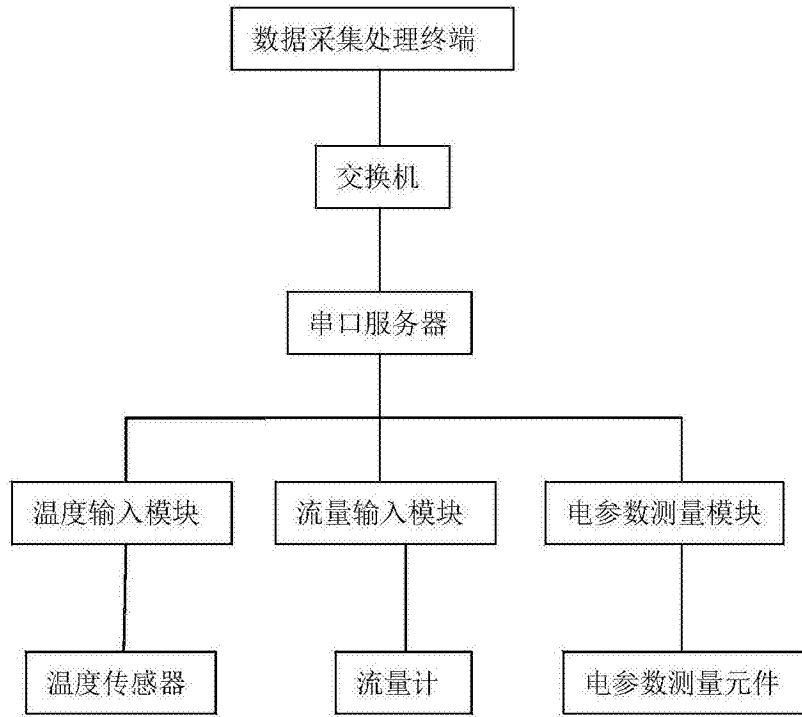 数据采集处理终端
交换机
串口服务器
温度输入模块
流量输入模块
电参数测量模块
温度传感器
流量计
电参数测量元件